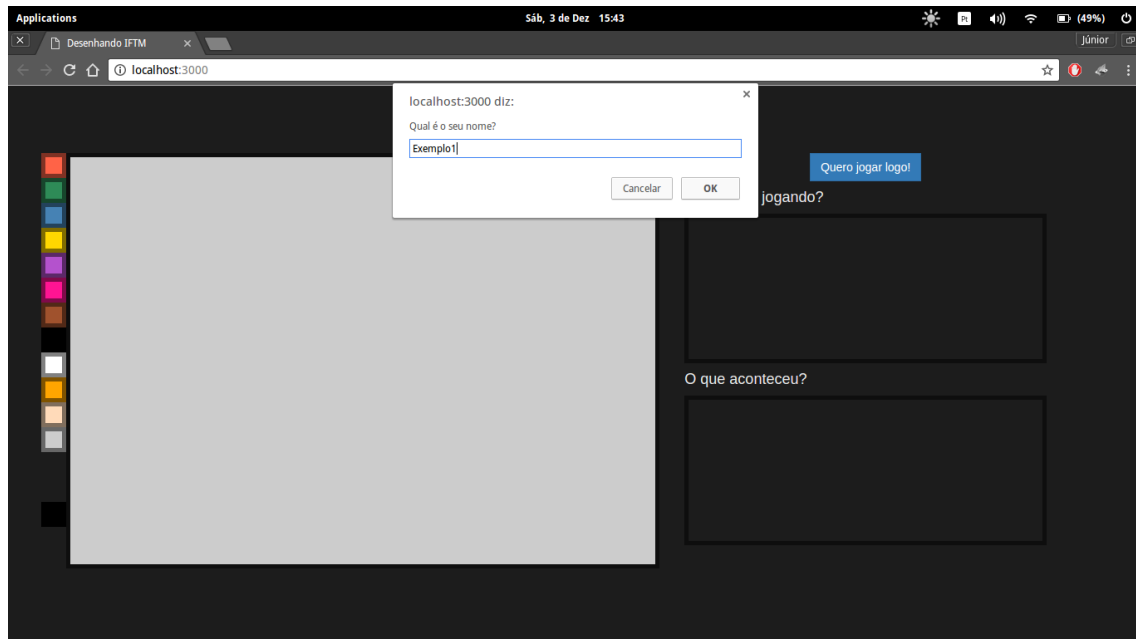 Applications
Sáb, 3 de Dez 15:43
Pt
(49%)
Desenhando IFTM
Júnior
localhost:3000
localhost:3000 diz:
Qual é o seu nome?
Exemplo1
Cancelar
OK
Quero jogar logo!
jogando?
O que aconteceu?